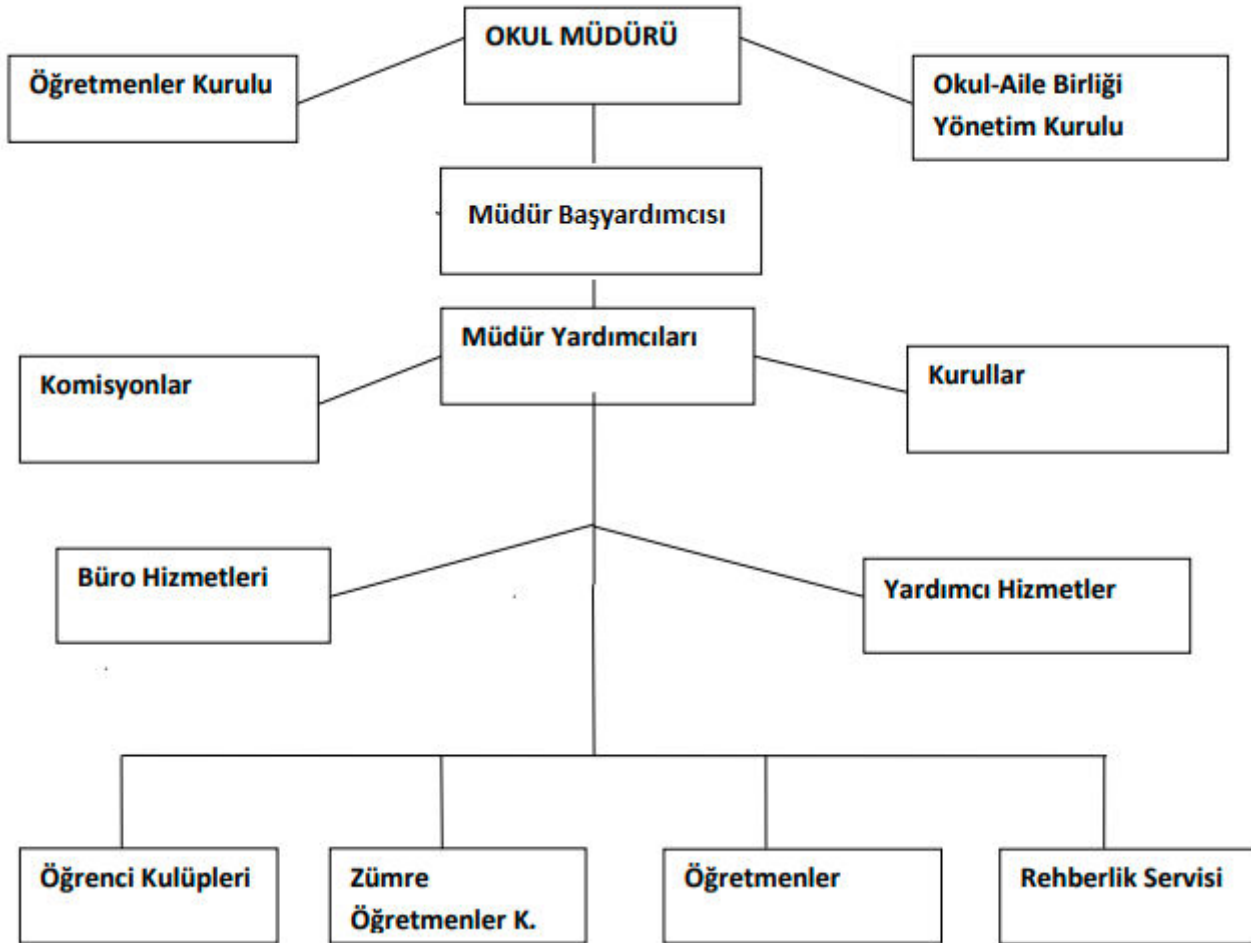 OKUL MÜDÜRÜ
Öğretmenler Kurulu
Okul-Aile Birliği
Yönetim Kurulu
Müdür Başyardımcısı
Müdür Yardımcıları
Komisyonlar
Kurullar
Büro Hizmetleri
Yardımcı Hizmetler
Öğrenci Kulüpleri
Zümre
Öğretmenler K.
Öğretmenler
Rehberlik Servisi